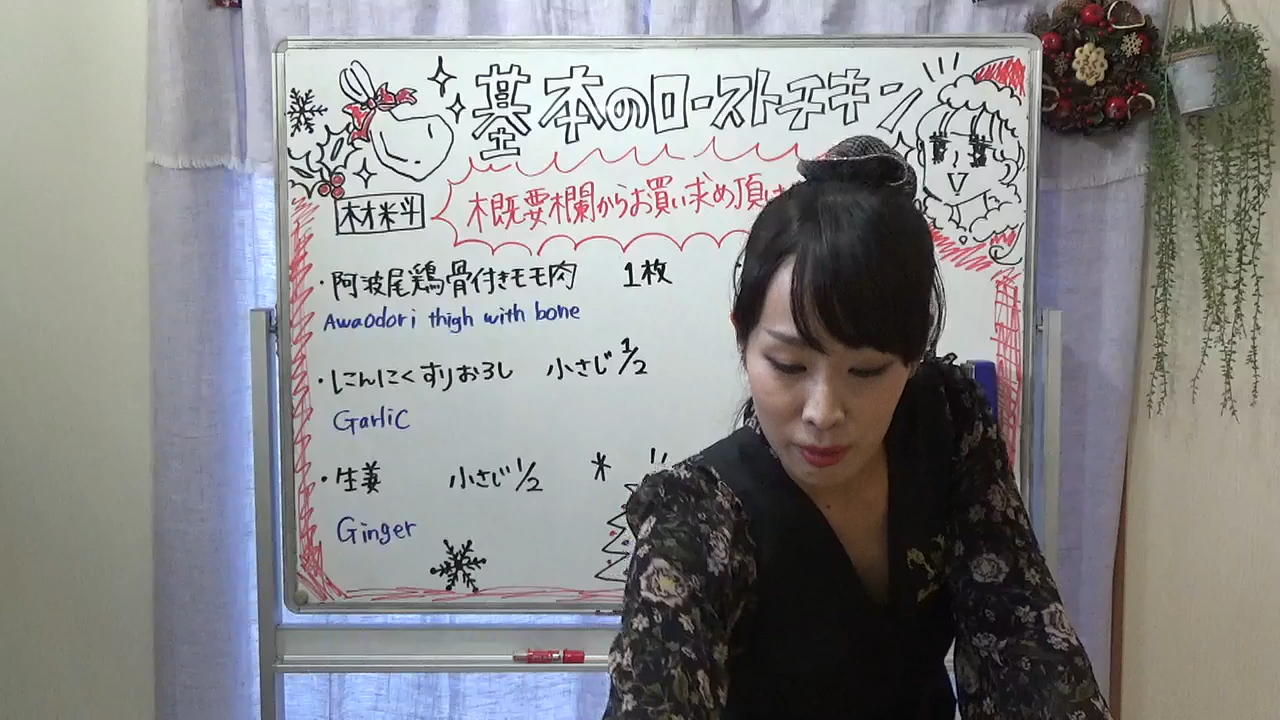 基本のローストチキン
材料
概要欄からお買い求め頂け
・阿波尾鶏骨付きモモ肉 1枚
Awaodori thigh with bone
・にんにくすりおろし 小さじ1/2
Garlic
・生姜 小さじ1/2
Ginger